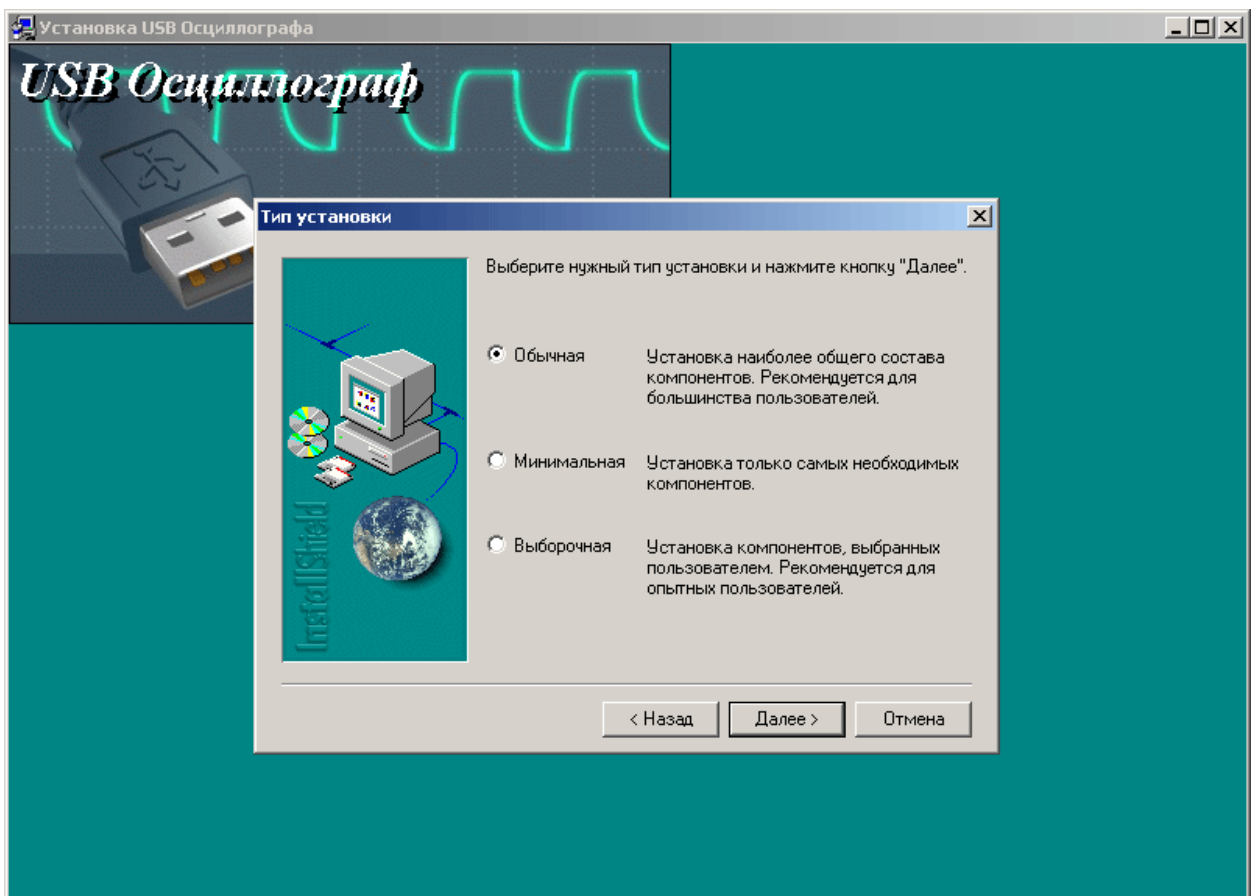 Установка USB Осциллографа
USB Осциллограф
Тип установки
Выберите нужный тип установки и нажмите кнопку "Далее".
Обычная
Установка наиболее общего состава
компонентов. Рекомендуется для
большинства пользователей.
Минимальная
Установка только самых необходимых
компонентов.
Выборочная
Установка компонентов, выбранных
пользователем. Рекомендуется для
опытных пользователей.
InstallShield
< Назад
Далее >
Отмена